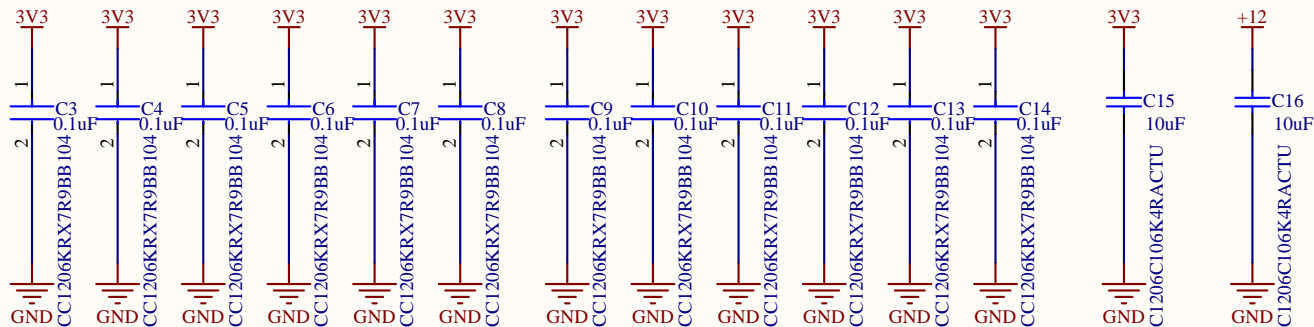 3V3 3V3 3V3 3V3 3V3 3V3 3V3 3V3 3V3 3V3 3V3 3V3 3V3 +12
1 1 1 1 1 1 1 1 1 1 1 1
C3 C4 C5 C6 C7 C8 C9 C10 C11 C12 C13 C14 C15 C16
0.1uF 0.1uF 0.1uF 0.1uF 0.1uF 0.1uF 0.1uF 0.1uF 0.1uF 0.1uF 0.1uF 0.1uF 10uF 10uF
2 2 2 2 2 2 2 2 2 2 2 2
CC1206KRX7R9BB104 CC1206KRX7R9BB104 CC1206KRX7R9BB104 CC1206KRX7R9BB104 CC1206KRX7R9BB104 CC1206KRX7R9BB104 CC1206KRX7R9BB104 CC1206KRX7R9BB104 CC1206KRX7R9BB104 CC1206KRX7R9BB104 CC1206KRX7R9BB104 CC1206KRX7R9BB104 C1206C106K4RACTU C1206C106K4RACTU
GND GND GND GND GND GND GND GND GND GND GND GND GND GND